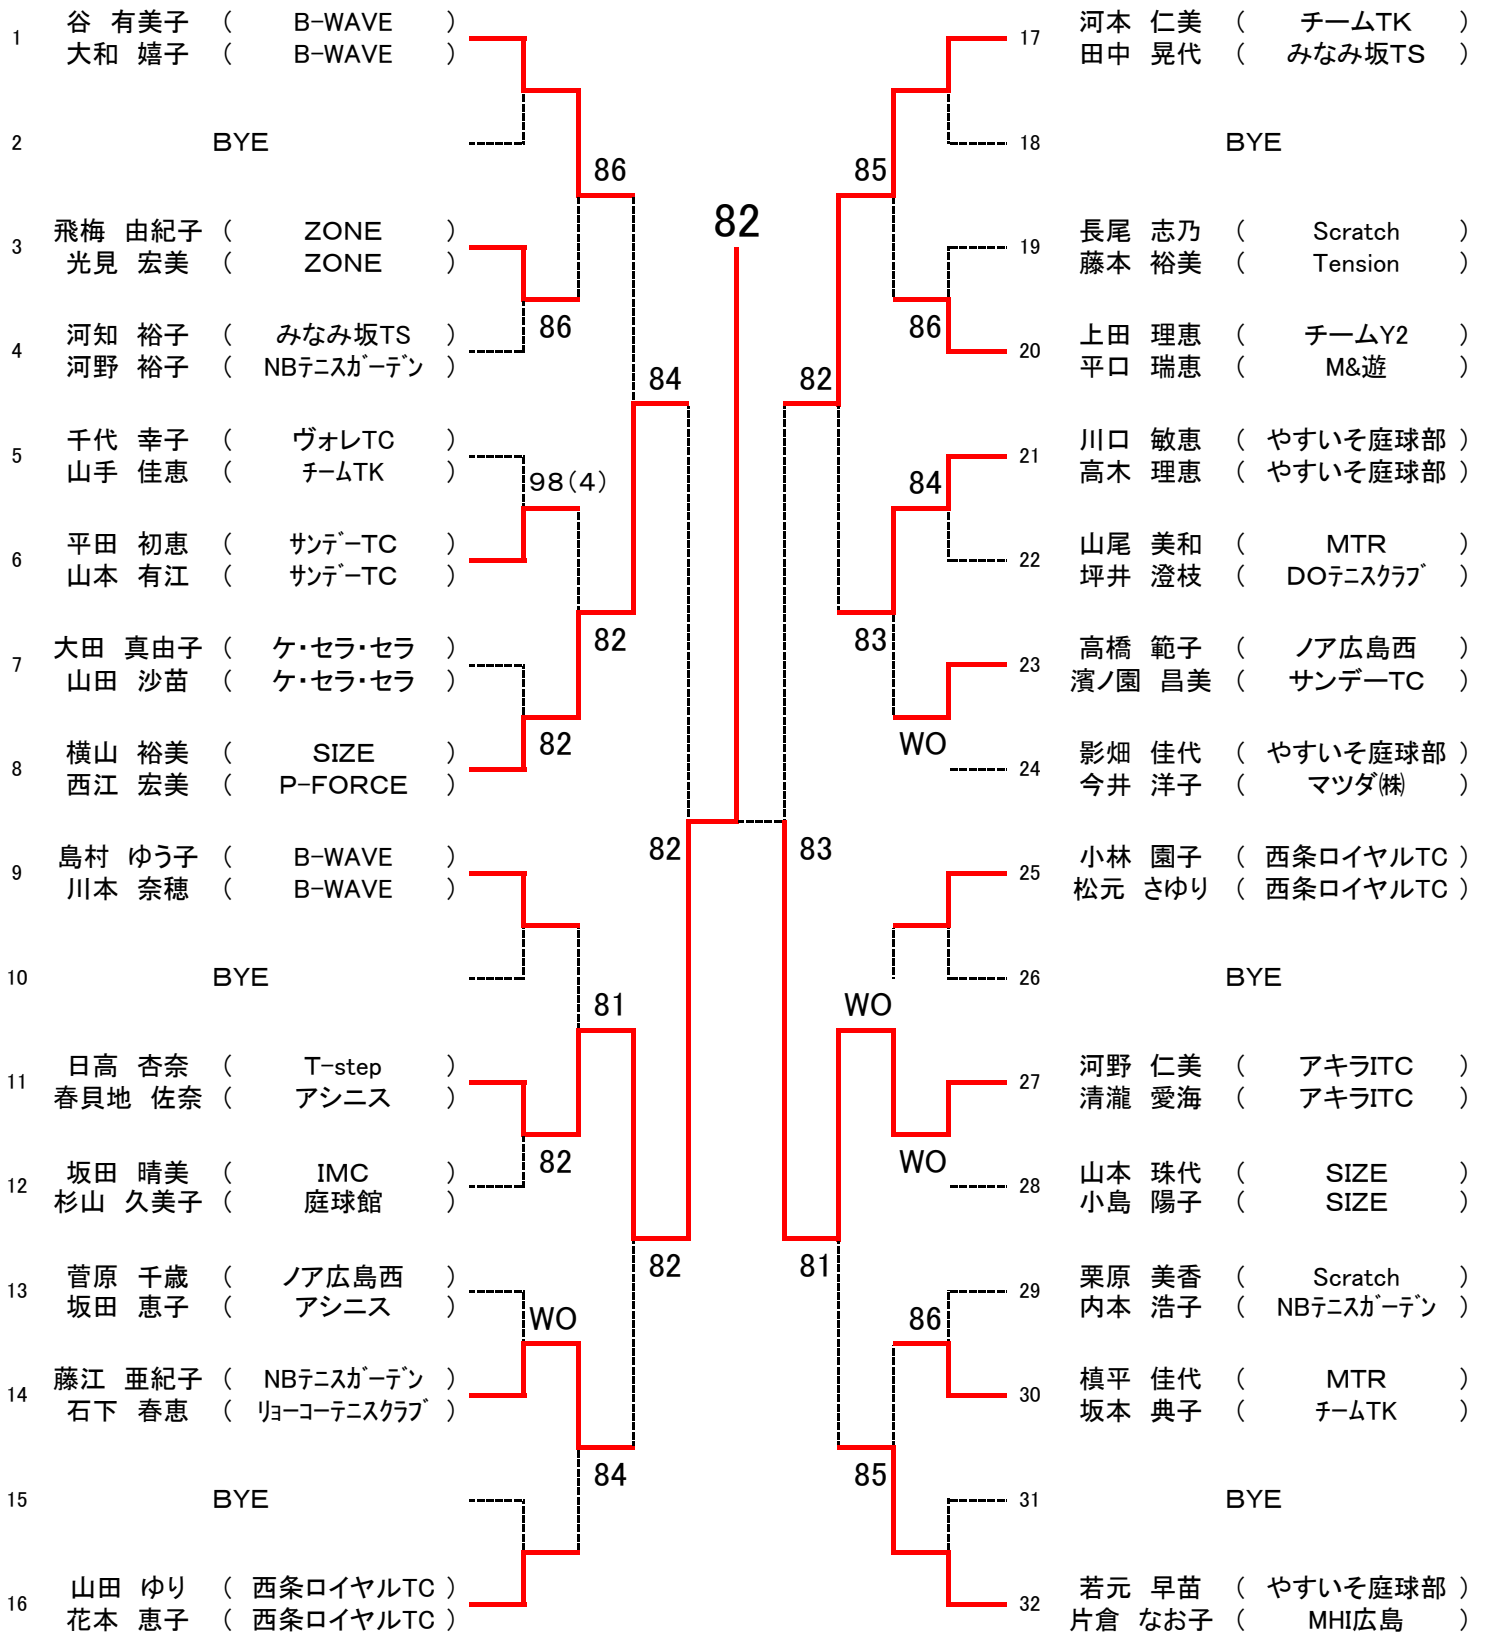 1 谷 有美子 ( B-WAVE )
大和 嬉子 ( B-WAVE )
2 BYE
86
3 飛梅 由紀子 ( ZONE )
光見 宏美 ( ZONE )
86
4 河知 裕子 ( みなみ坂TS )
河野 裕子 ( NBﾃﾆｽｶﾞｰﾃﾞﾝ )
84
5 千代 幸子 ( ヴォレTC )
山手 佳恵 ( ﾁｰﾑTK )
98(4)
6 平田 初恵 ( ｻﾝﾃﾞｰTC )
山本 有江 ( ｻﾝﾃﾞｰTC )
82
7 大田 真由子 ( ケ・セラ・セラ )
山田 沙苗 ( ケ・セラ・セラ )
82
8 横山 裕美 ( SIZE )
西江 宏美 ( P-FORCE )
82
9 島村 ゆう子 ( B-WAVE )
川本 奈穂 ( B-WAVE )
10 BYE
81
11 日高 杏奈 ( T-step )
春貝地 佐奈 ( アシニス )
82
12 坂田 晴美 ( IMC )
杉山 久美子 ( 庭球館 )
82
13 菅原 千歳 ( ノア広島西 )
坂田 恵子 ( アシニス )
WO
14 藤江 亜紀子 ( NBﾃﾆｽｶﾞｰﾃﾞﾝ )
石下 春恵 ( ﾘｮｰｺｰﾃﾆｽｸﾗﾌﾞ )
84
15 BYE
16 山田 ゆり ( 西条ロイヤルTC )
花本 恵子 ( 西条ロイヤルTC )
82
17 河本 仁美 ( チームTK )
田中 晃代 ( みなみ坂TS )
18 BYE
85
19 長尾 志乃 ( Scratch )
藤本 裕美 ( Tension )
86
20 上田 理恵 ( チームY2 )
平口 瑞恵 ( M&遊 )
82
21 川口 敏恵 ( やすいそ庭球部 )
高木 理恵 ( やすいそ庭球部 )
84
22 山尾 美和 ( MTR )
坪井 澄枝 ( DOﾃﾆｽｸﾗﾌﾞ )
83
23 高橋 範子 ( ノア広島西 )
濱ノ園 昌美 ( サンデーTC )
WO
24 影畑 佳代 ( やすいそ庭球部 )
今井 洋子 ( マツダ㈱ )
83
25 小林 園子 ( 西条ロイヤルTC )
松元 さゆり ( 西条ロイヤルTC )
26 BYE
WO
27 河野 仁美 ( アキラITC )
清瀧 愛海 ( アキラITC )
WO
28 山本 珠代 ( SIZE )
小島 陽子 ( SIZE )
81
29 栗原 美香 ( Scratch )
内本 浩子 ( NBﾃﾆｽｶﾞｰﾃﾞﾝ )
86
30 槙平 佳代 ( MTR )
坂本 典子 ( ﾁｰﾑTK )
85
31 BYE
32 若元 早苗 ( やすいそ庭球部 )
片倉 なお子 ( MHI広島 )